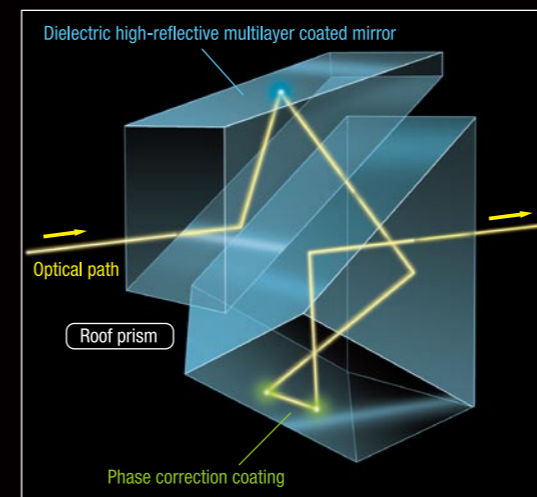 Dielectric high-reflective multilayer coated mirror
Optical path
Roof prism
Phase correction coating